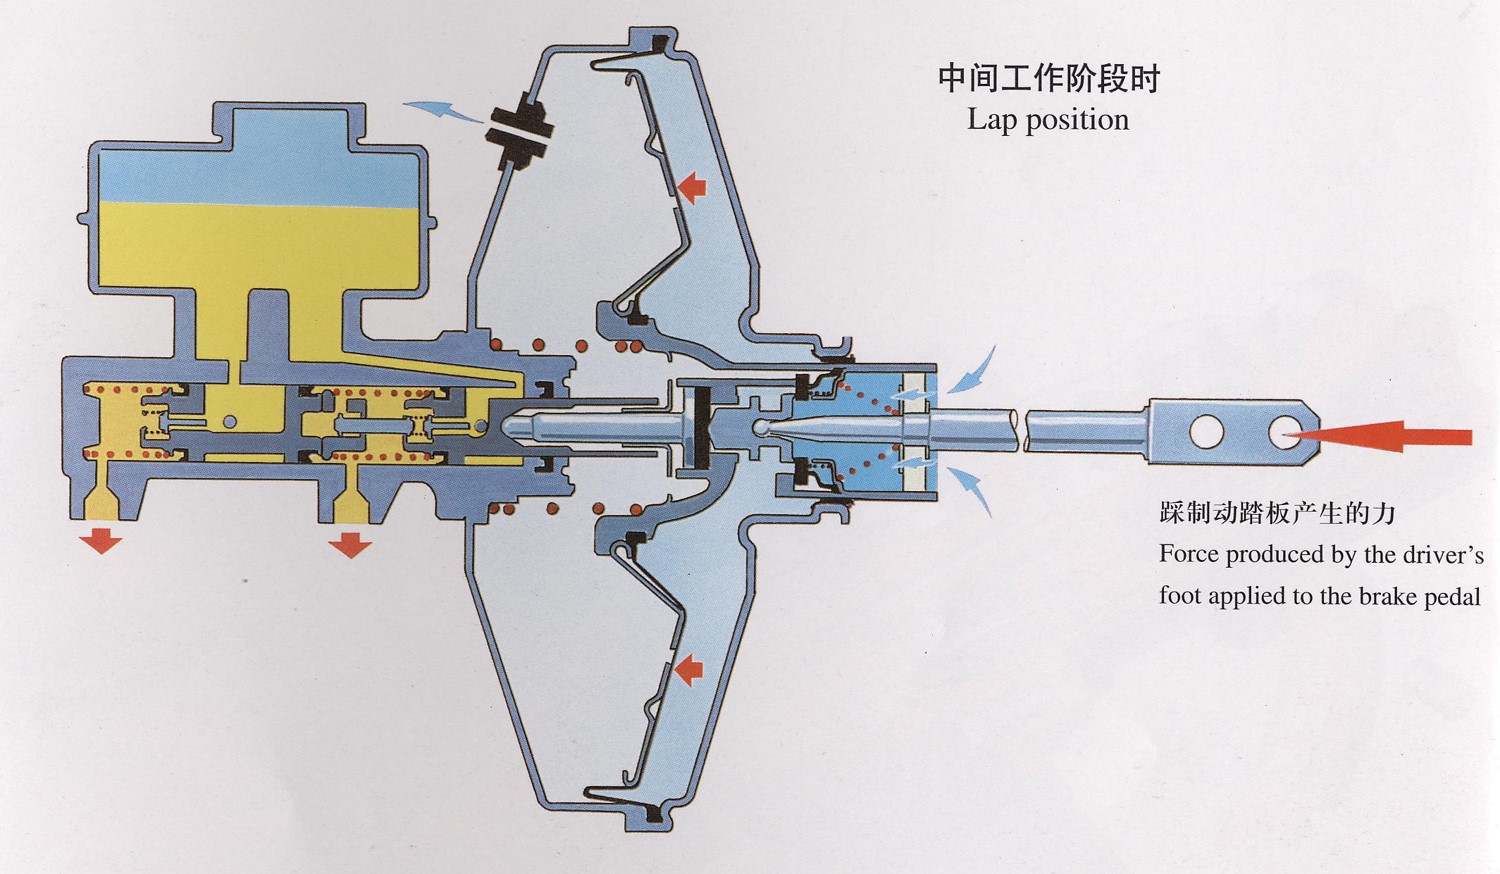 中间工作阶段时
Lap position
踩制动踏板产生的力
Force produced by the driver's
foot applied to the brake pedal